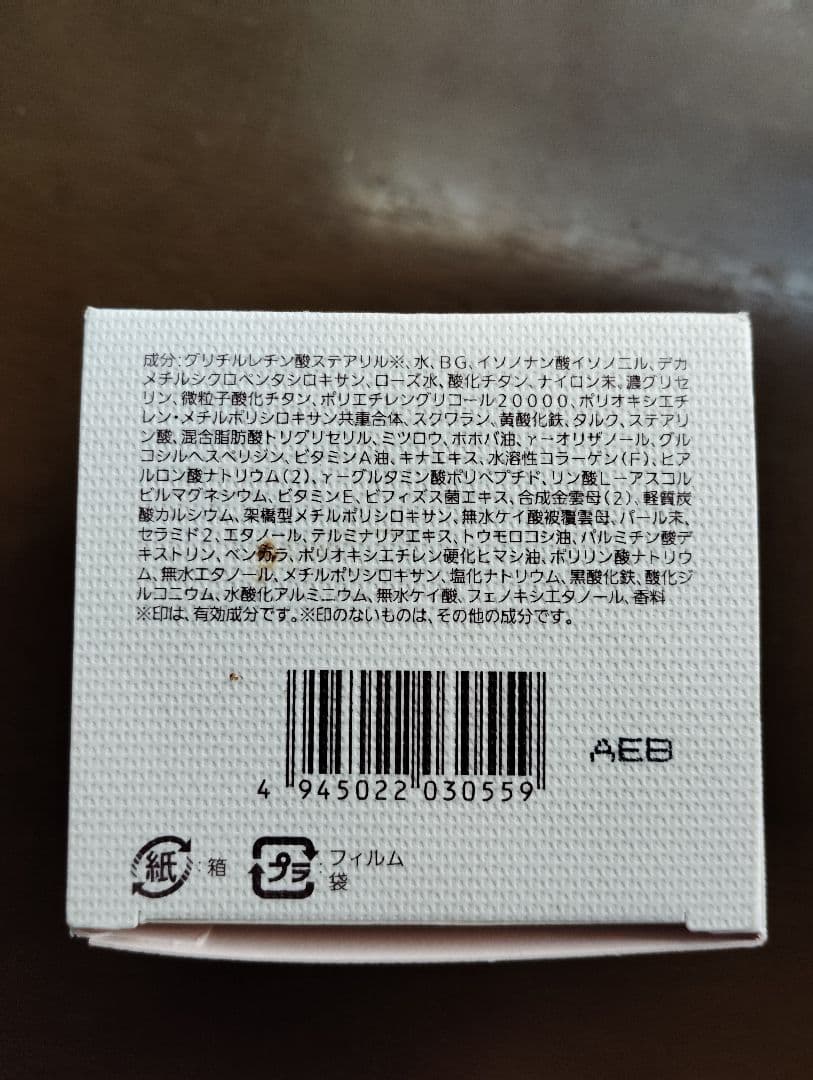 成分:グリチルレチン酸ステアリル※、水、BG、イソノナン酸イソノニル、デカ
メチルシクロペンタシロキサン、ローズ水、酸化チタン、ナイロン末、濃グリセ
リン、微粒子酸化チタン、ポリエチレングリコール20000、ポリオキシエチ
レン・メチルポリシロキサン共重合体、スクワラン、黄酸化鉄、タルク、ステアリ
ン酸、混合脂肪酸トリグリセリル、ミツロウ、ホホバ油、γーオリザノール、グル
コシルヘスペリジン、ビタミンA油、キナエキス、水溶性コラーゲン(F)、ヒア
ルロン酸ナトリウム(2)、γーグルタミン酸ポリペプチド、リン酸Lーアスコル
ビルマグネシウム、ビタミンE、ビフィズス菌エキス、合成金雲母(2)、軽質炭
酸カルシウム、架橋型メチルポリシロキサン、無水ケイ酸被覆雲母、パール末、
セラミド2、エタノール、テルミナリアエキス、トウモロコシ油、パルミチン酸デ
キストリン、ベンガラ、ポリオキシエチレン硬化ヒマシ油、ポリリン酸ナトリウ
ム、無水エタノール、メチルポリシロキサン、塩化ナトリウム、黒酸化鉄、酸化ジ
ルコニウム、水酸化アルミニウム、無水ケイ酸、フェノキシエタノール、香料
※印は、有効成分です。※印のないものは、その他の成分です。
4 945022 030559
AEB
紙:箱
プラ:フィルム
袋